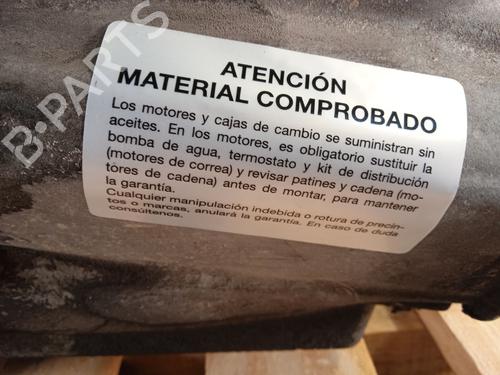 B-PARTS
ATENCIÓN
MATERIAL COMPROBADO
Los motores y cajas de cambio se suministran sin
aceites. En los motores, es obligatorio sustituir la
bomba de agua, termostato y kit de distribución
(motores de correa) y revisar patines y cadena (mo-
tores de cadena) antes de montar, para mantener
la garantía.
Cualquier manipulación indebida o rotura de precin-
tos o marcas, anulará la garantía. En caso de duda
consúltenos.